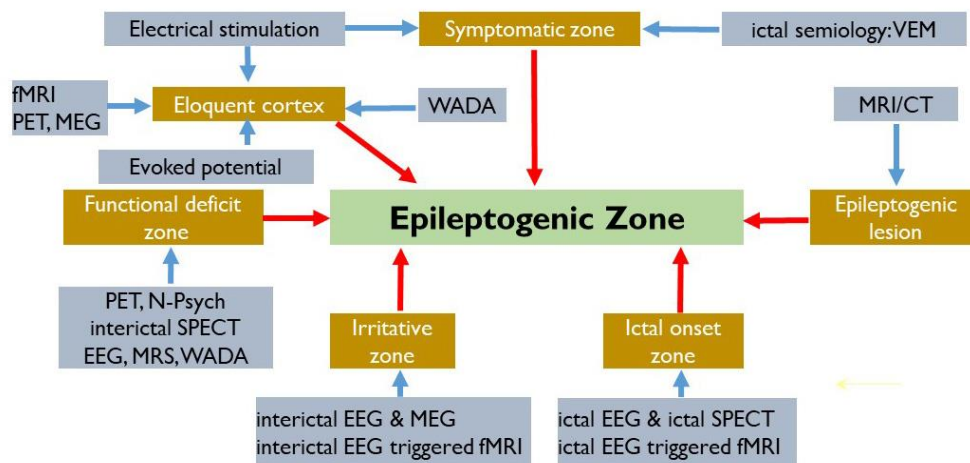 Electrical stimulation
Symptomatic zone
ictal semiology:VEM
fMRI
PET, MEG
Eloquent cortex
WADA
MRI/CT
Evoked potential
Functional deficit
zone
Epileptogenic Zone
Epileptogenic
lesion
PET, N-Psych
interictal SPECT
EEG, MRS, WADA
Irritative
zone
Ictal onset
zone
interictal EEG & MEG
interictal EEG triggered fMRI
ictal EEG & ictal SPECT
ictal EEG triggered fMRI